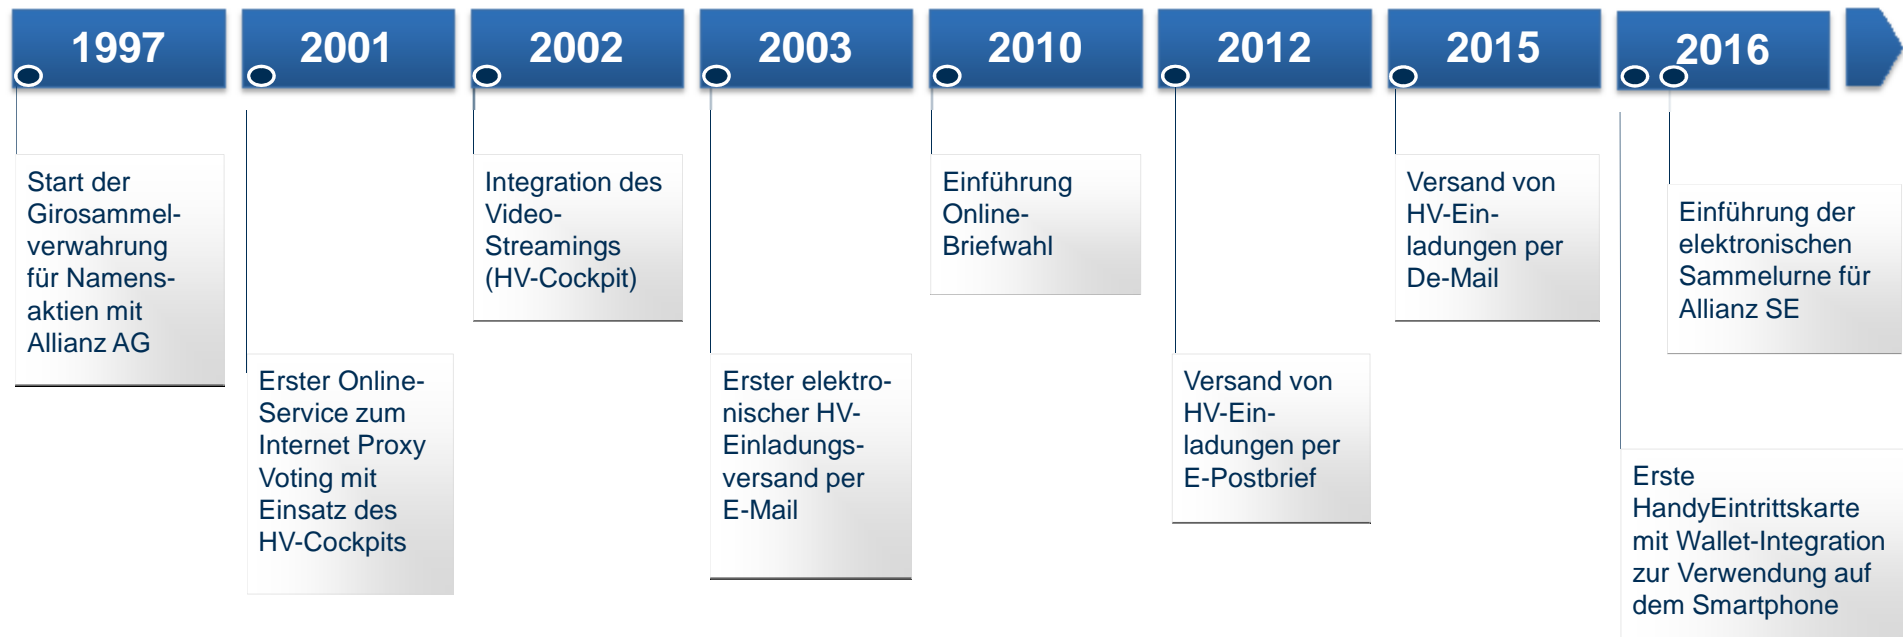 1997
2001
2002
2003
2010
2012
2015
2016
Start der
Girosammel-
verwahrung
für Namens-
aktien mit
Allianz AG
Erster Online-
Service zum
Internet Proxy
Voting mit
Einsatz des
HV-Cockpits
Integration des
Video-
Streamings
(HV-Cockpit)
Erster elektro-
nischer HV-
Einladungs-
versand per
E-Mail
Einführung
Online-
Briefwahl
Versand von
HV-Ein-
ladungen per
E-Postbrief
Versand von
HV-Ein-
ladungen per
De-Mail
Erste
HandyEintrittskarte
mit Wallet-Integration
zur Verwendung auf
dem Smartphone
Einführung der
elektronischen
Sammelurne für
Allianz SE